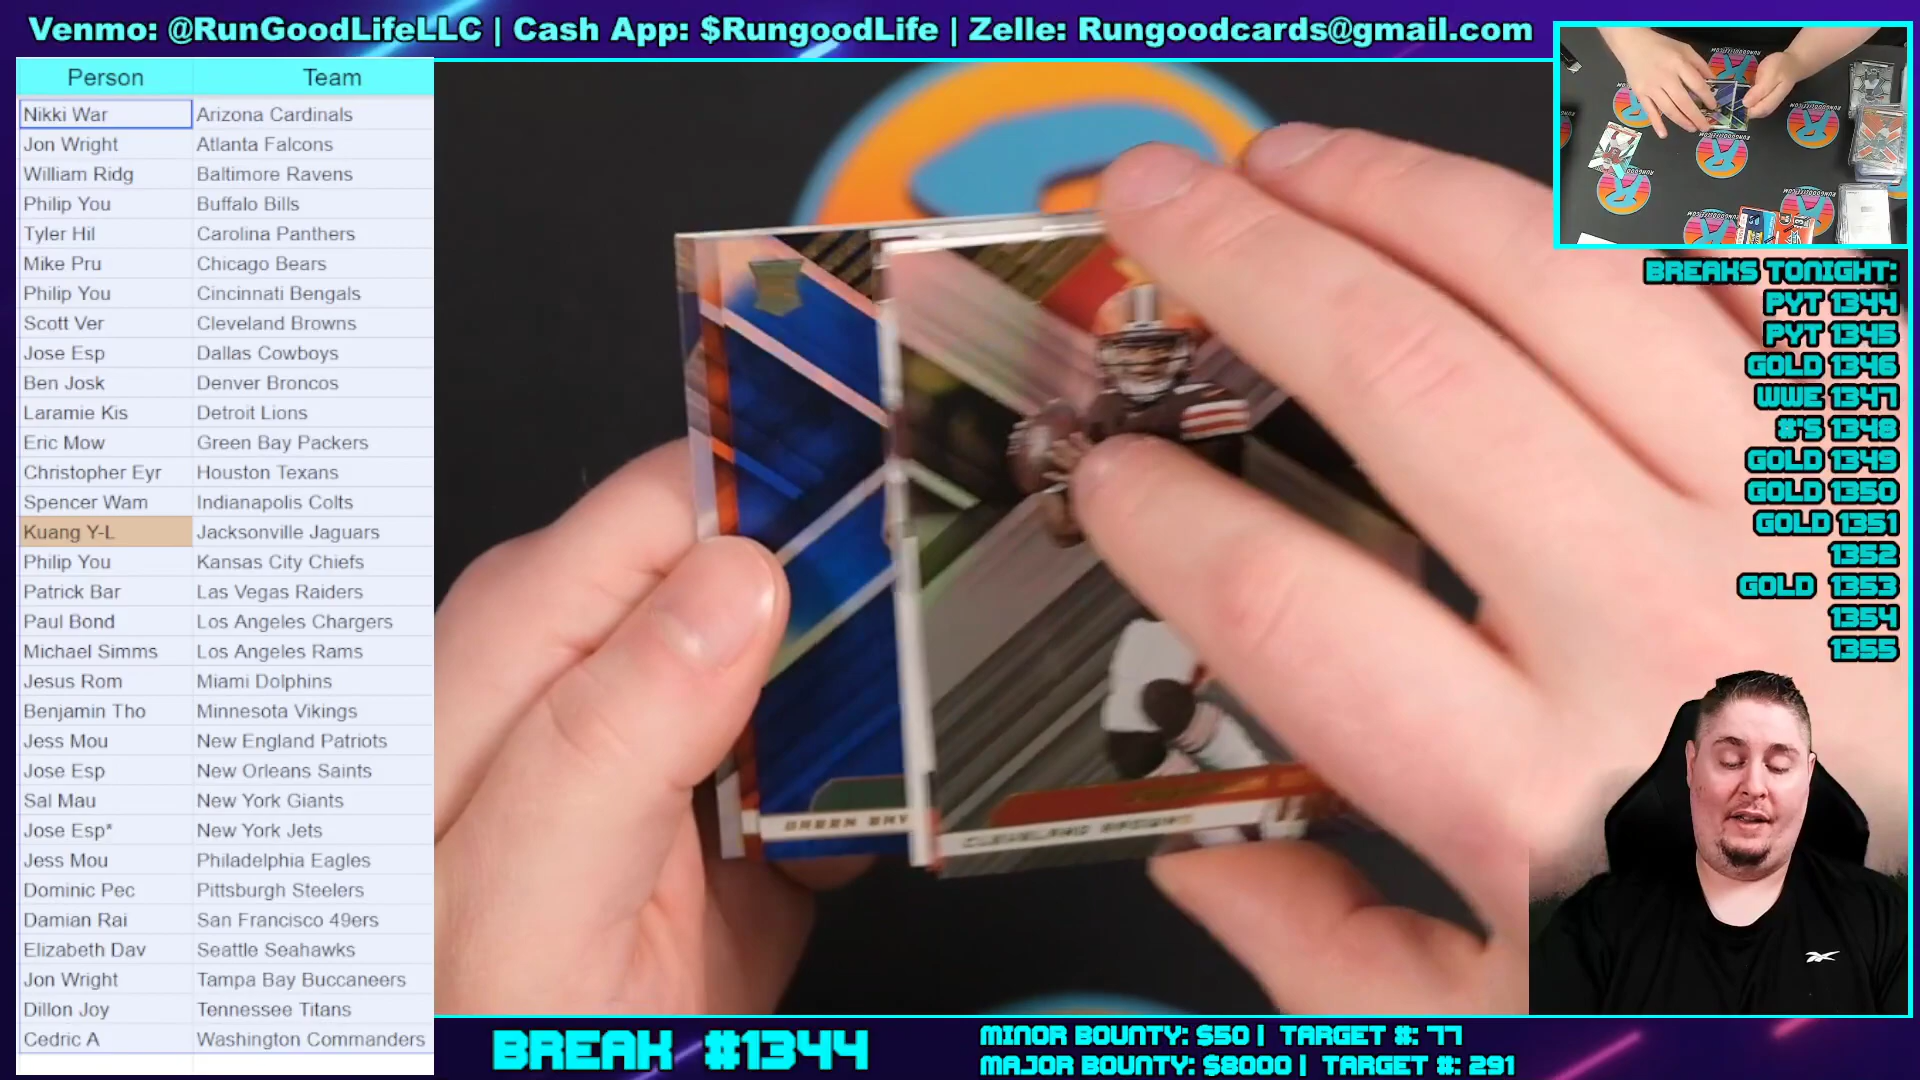 Venmo: @RunGoodLifeLLC | Cash App: $RungoodLife | Zelle: Rungoodcards@gmail.com
Person Team
Nikki War Arizona Cardinals
Jon Wright Atlanta Falcons
William Ridg Baltimore Ravens
Philip You Buffalo Bills
Tyler Hil Carolina Panthers
Mike Pru Chicago Bears
Philip You Cincinnati Bengals
Scott Ver Cleveland Browns
Jose Esp Dallas Cowboys
Ben Josk Denver Broncos
Laramie Kis Detroit Lions
Eric Mow Green Bay Packers
Christopher Eyr Houston Texans
Spencer Wam Indianapolis Colts
Kuang Y-L Jacksonville Jaguars
Philip You Kansas City Chiefs
Patrick Bar Las Vegas Raiders
Paul Bond Los Angeles Chargers
Michael Simms Los Angeles Rams
Jesus Rom Miami Dolphins
Benjamin Tho Minnesota Vikings
Jess Mou New England Patriots
Jose Esp New Orleans Saints
Sal Mau New York Giants
Jose Esp* New York Jets
Jess Mou Philadelphia Eagles
Dominic Pec Pittsburgh Steelers
Damian Rai San Francisco 49ers
Elizabeth Dav Seattle Seahawks
Jon Wright Tampa Bay Buccaneers
Dillon Joy Tennessee Titans
Cedric A Washington Commanders
GREEN BAY
CLEVELAND BROWNS
BREAKS TONIGHT:
PYT 1344
PYT 1345
GOLD 1346
WWE 1347
#'S 1348
GOLD 1349
GOLD 1350
GOLD 1351
1352
GOLD 1353
1354
1355
BREAK #1344
MINOR BOUNTY: $50 | TARGET #: 77
MAJOR BOUNTY: $8000 | TARGET #: 291